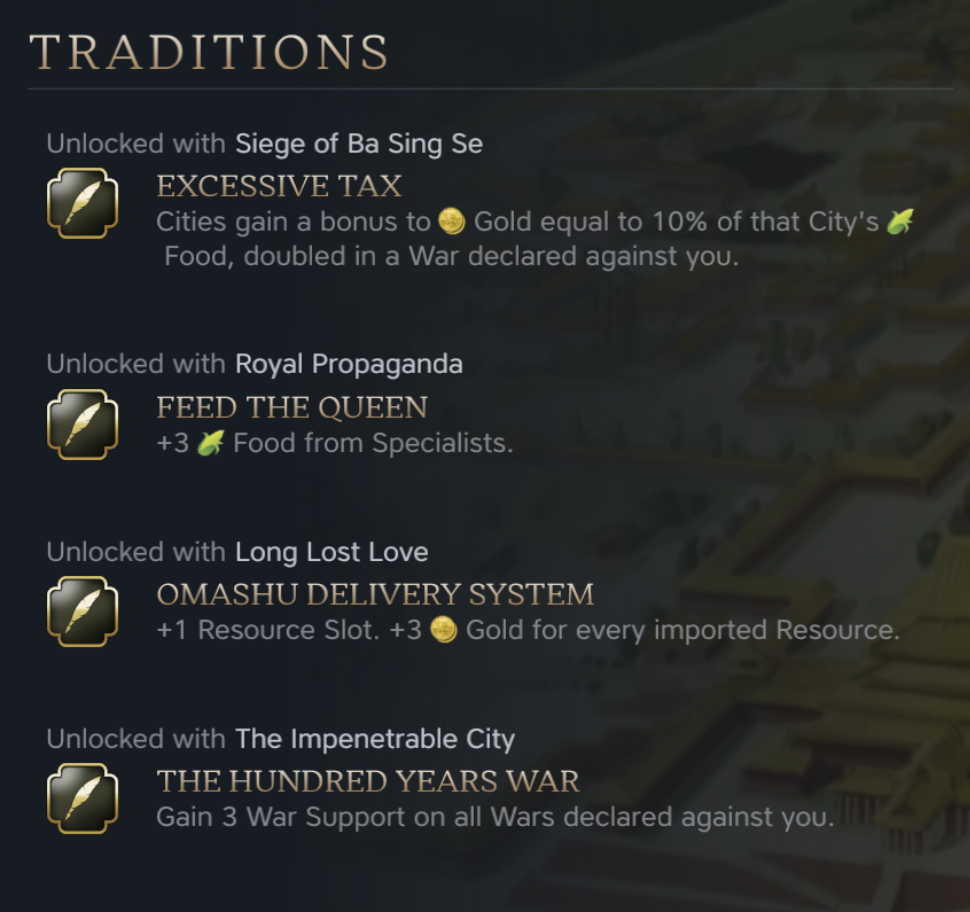 TRADITIONS
Unlocked with Siege of Ba Sing Se
EXCESSIVE TAX
Cities gain a bonus to Gold equal to 10% of that City's
Food, doubled in a War declared against you.
Unlocked with Royal Propaganda
FEED THE QUEEN
+3 Food from Specialists.
Unlocked with Long Lost Love
OMASHU DELIVERY SYSTEM
+1 Resource Slot. +3 Gold for every imported Resource.
Unlocked with The Impenetrable City
THE HUNDRED YEARS WAR
Gain 3 War Support on all Wars declared against you.